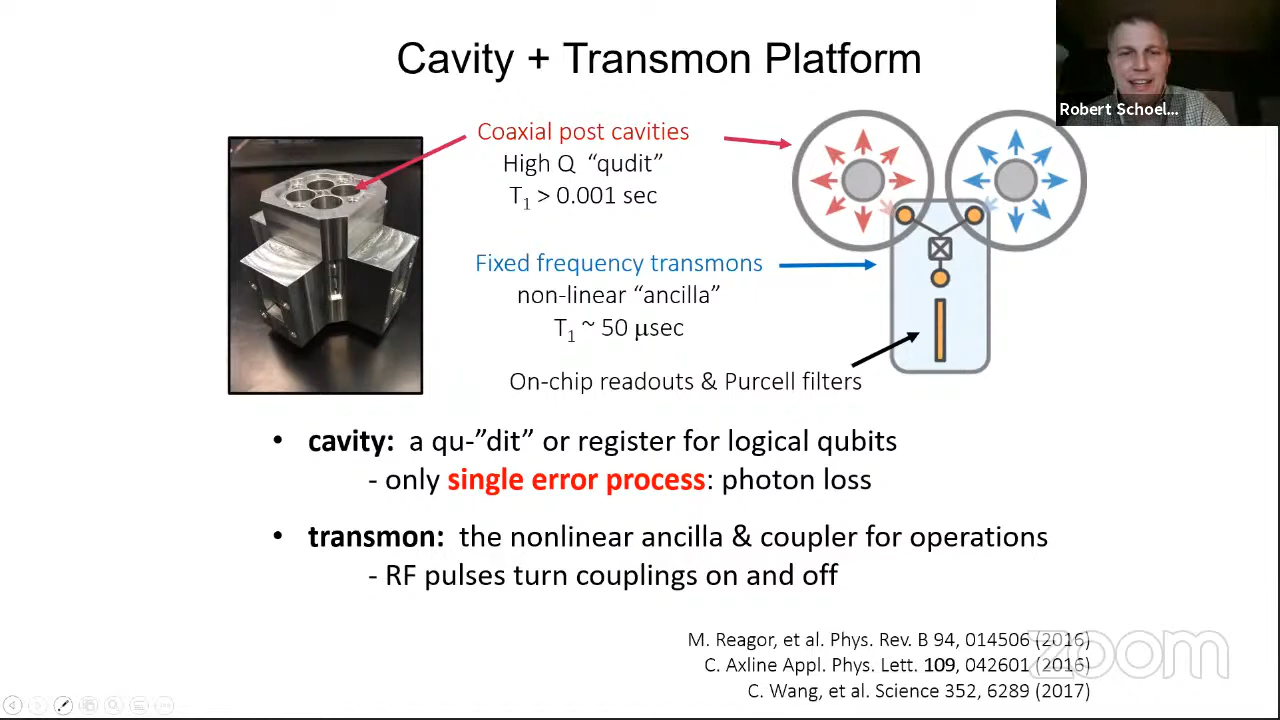 Cavity + Transmon Platform
Robert Schoel...
Coaxial post cavities
High Q “qudit”
T1 > 0.001 sec
Fixed frequency transmons
non-linear “ancilla”
T1 ~ 50 μsec
On-chip readouts & Purcell filters
• cavity: a qu-”dit” or register for logical qubits
- only single error process: photon loss
• transmon: the nonlinear ancilla & coupler for operations
- RF pulses turn couplings on and off
M. Reagor, et al. Phys. Rev. B 94, 014506 (2016)
C. Axline Appl. Phys. Lett. 109, 042601 (2016)
C. Wang, et al. Science 352, 6289 (2017)
zoom